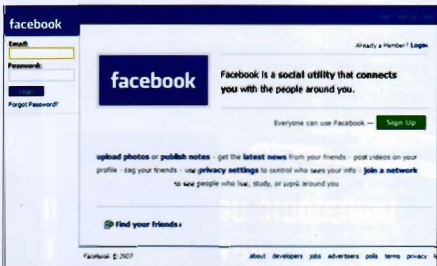 facebook
Email:
Password:
Login
Forgot Password?
Already a Member? Login
facebook
Facebook is a social utility that connects
you with the people around you.
Everyone can use Facebook — Sign Up
upload photos or publish notes - get the latest news from your friends - post videos on your
profile - tag your friends - use privacy settings to control who sees your info - join a network
to see people who live, study, or work around you
Find your friends
Facebook © 2007
about developers jobs advertisers polls terms privacy